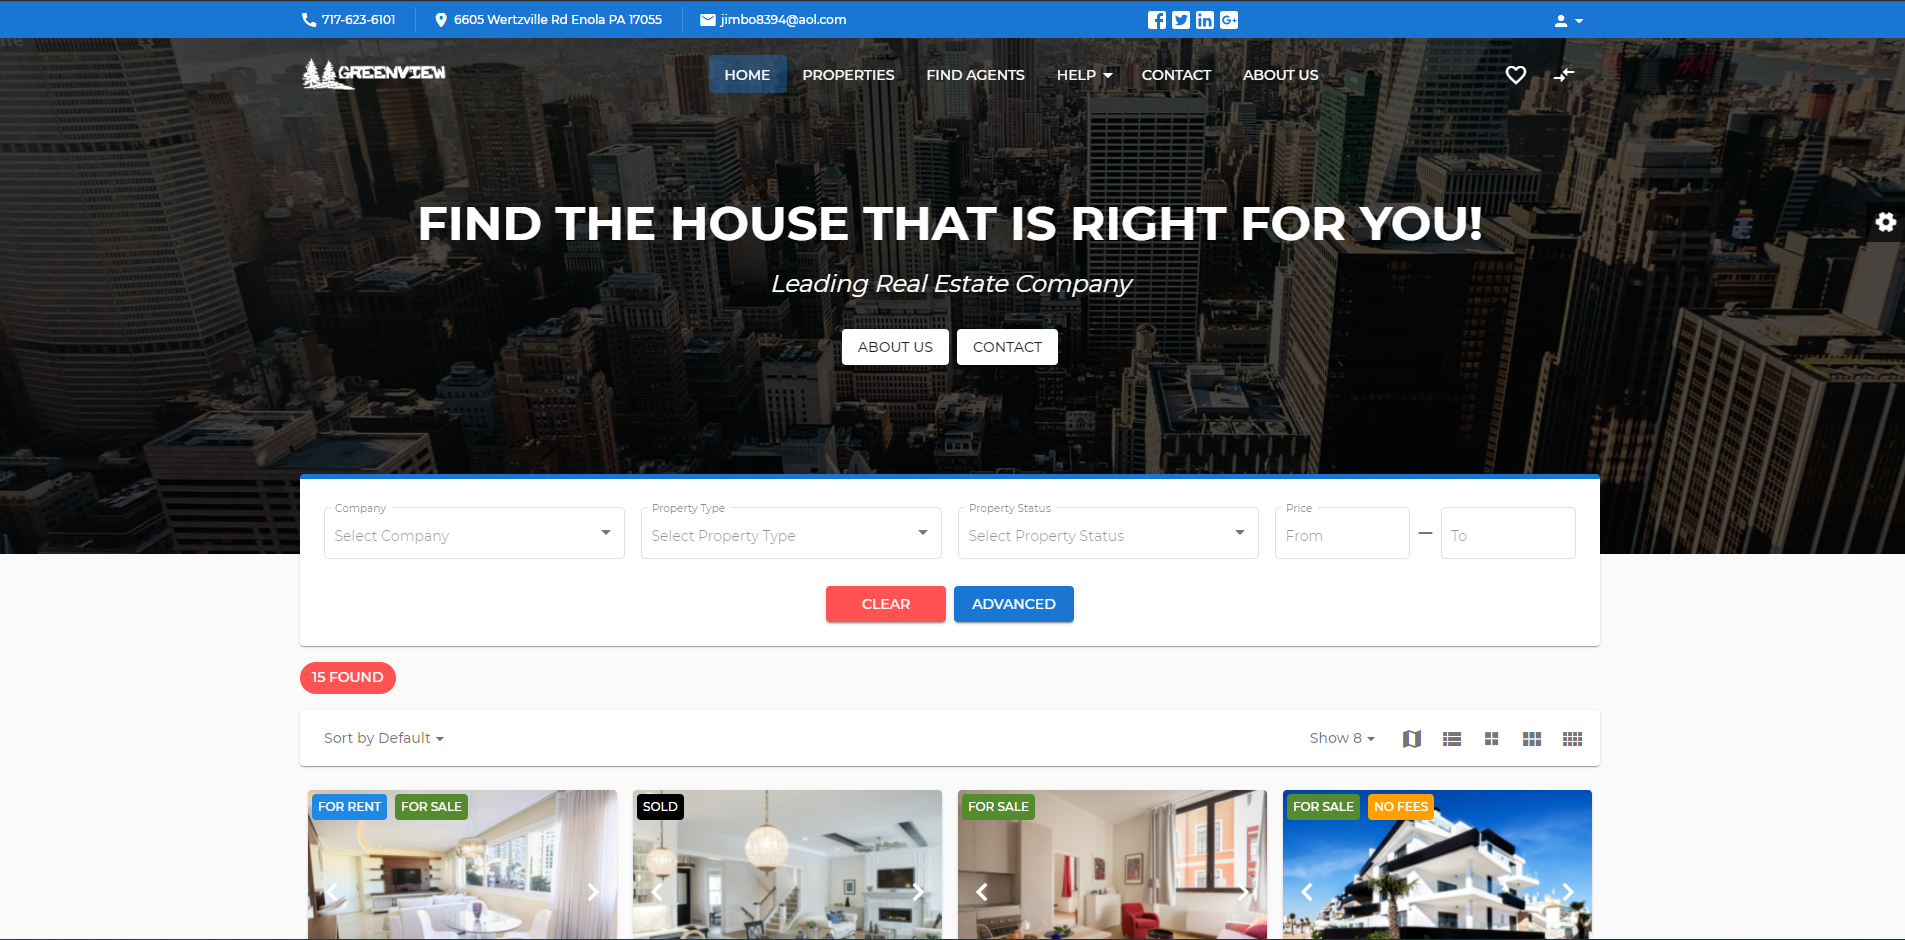 717-623-6101 6605 Wertzville Rd Enola PA 17055 jimbo8394@aol.com
GREENVIEW HOME PROPERTIES FIND AGENTS HELP CONTACT ABOUT US
FIND THE HOUSE THAT IS RIGHT FOR YOU!
Leading Real Estate Company
ABOUT US CONTACT
Company Property Type Property Status Price
Select Company Select Property Type Select Property Status From — To
CLEAR ADVANCED
15 FOUND
Sort by Default Show 8
FOR RENT FOR SALE SOLD FOR SALE FOR SALE NO FEES